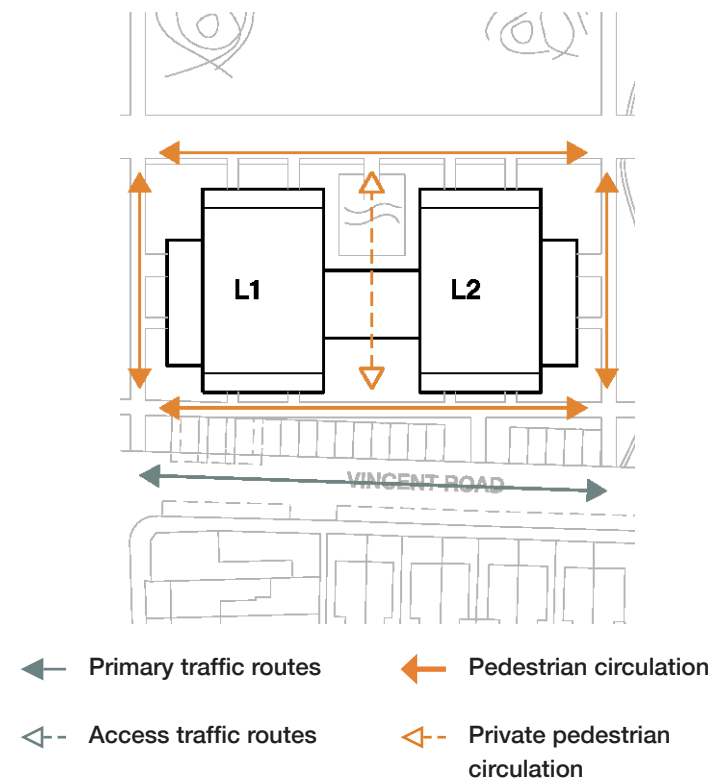 L1
L2
VINCENT ROAD
Primary traffic routes
Pedestrian circulation
Access traffic routes
Private pedestrian
circulation